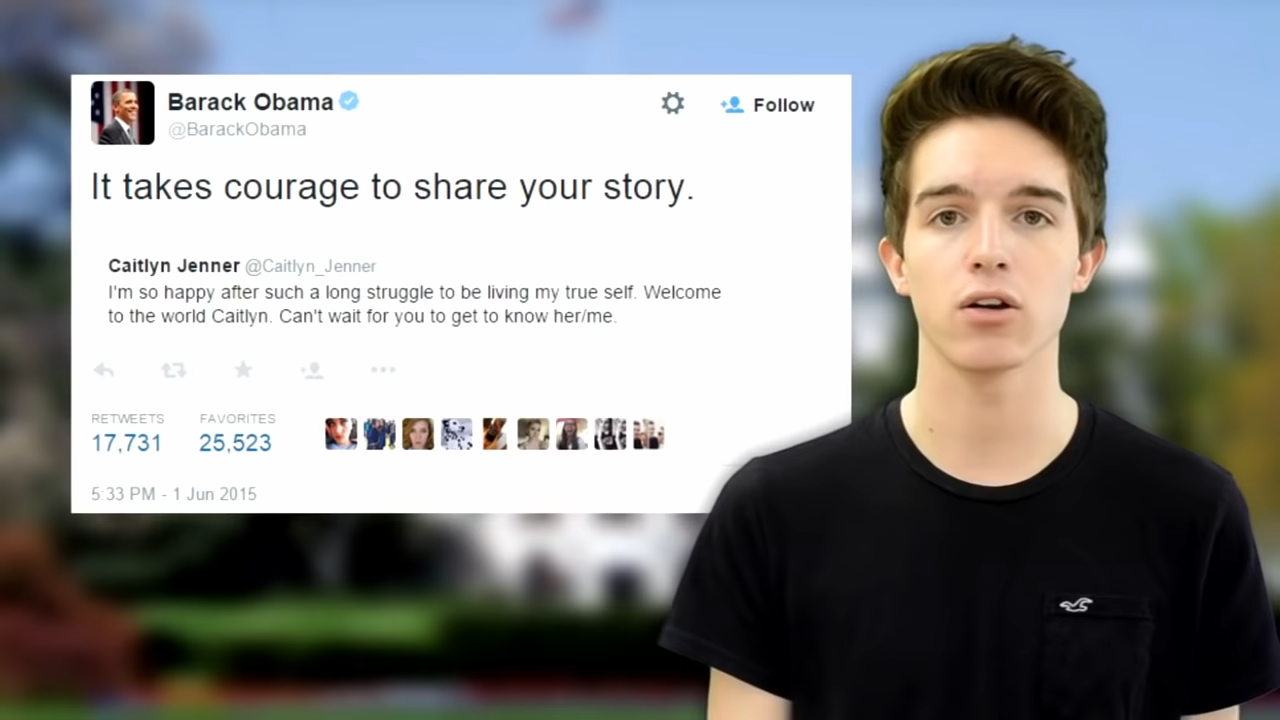 Barack Obama
@BarackObama
Follow
It takes courage to share your story.
Caitlyn Jenner @Caitlyn_Jenner
I'm so happy after such a long struggle to be living my true self. Welcome
to the world Caitlyn. Can't wait for you to get to know her/me.
RETWEETS
FAVORITES
17,731
25,523
5:33 PM - 1 Jun 2015